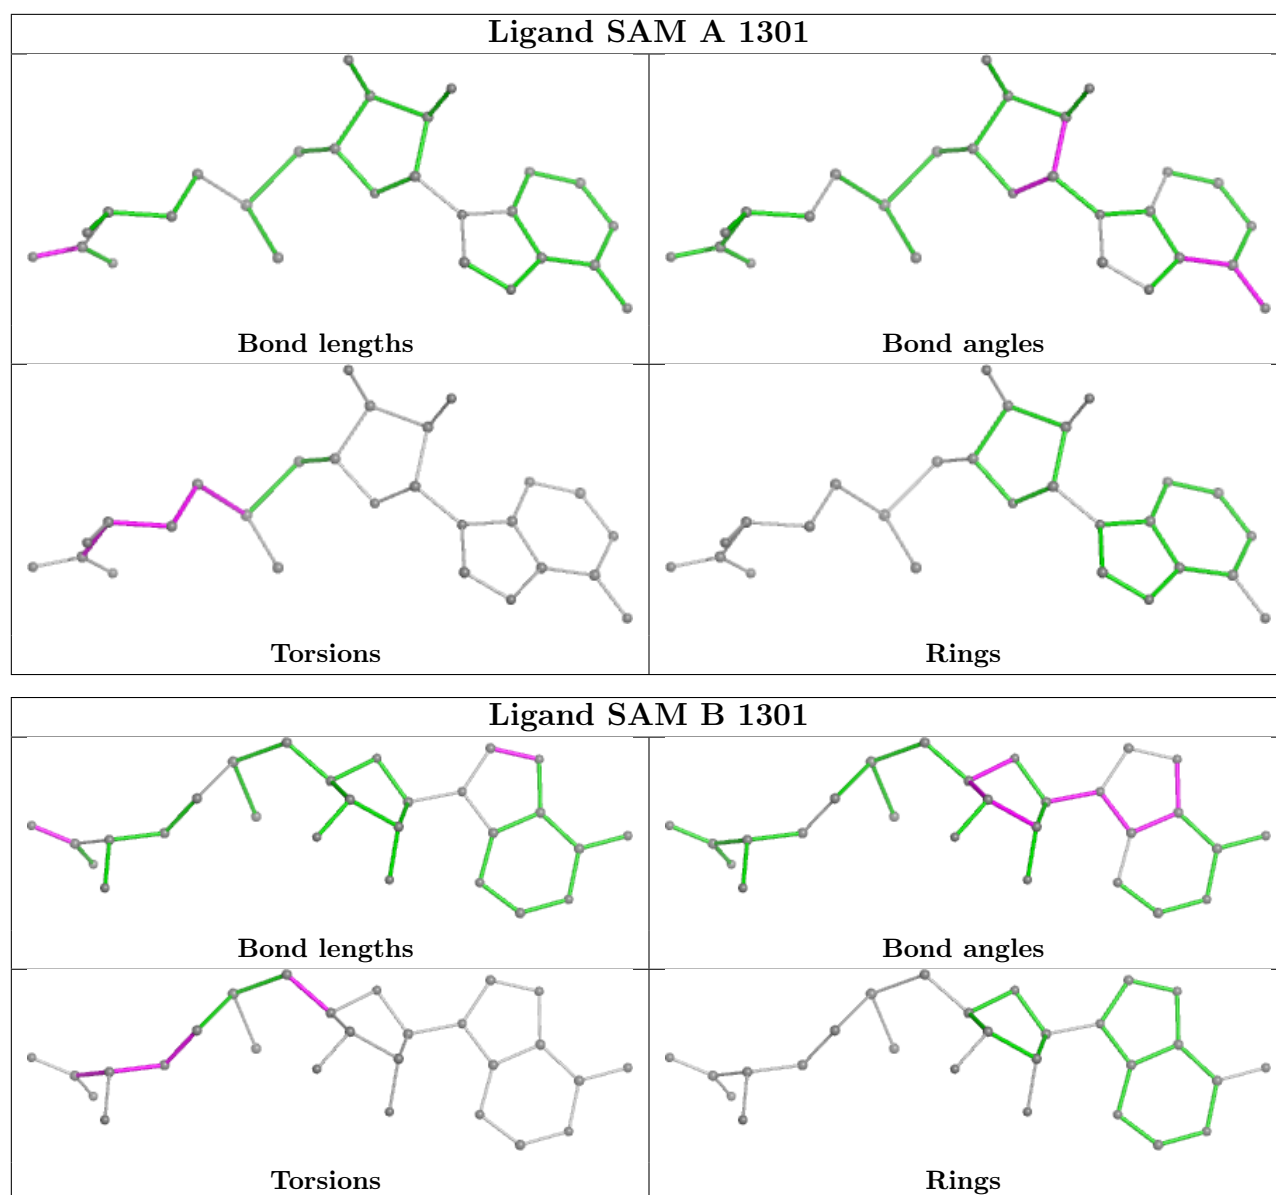 Ligand SAM A 1301
Bond lengths
Bond angles
Torsions
Rings
Ligand SAM B 1301
Bond lengths
Bond angles
Torsions
Rings